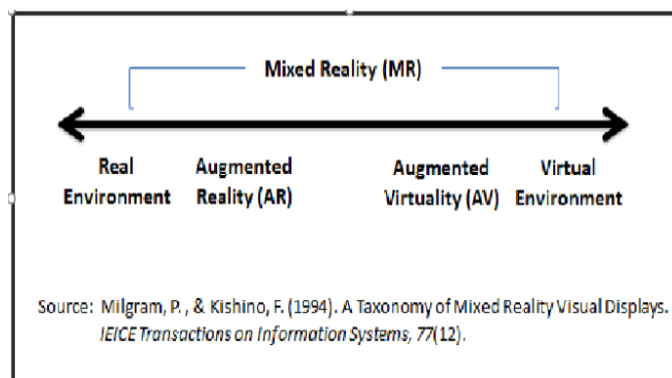 Mixed Reality (MR)
Real Environment
Augmented Reality (AR)
Augmented Virtuality (AV)
Virtual Environment
Source: Milgram, P. , & Kishino, F. (1994). A Taxonomy of Mixed Reality Visual Displays.
IEICE Transactions on Information Systems, 77(12).